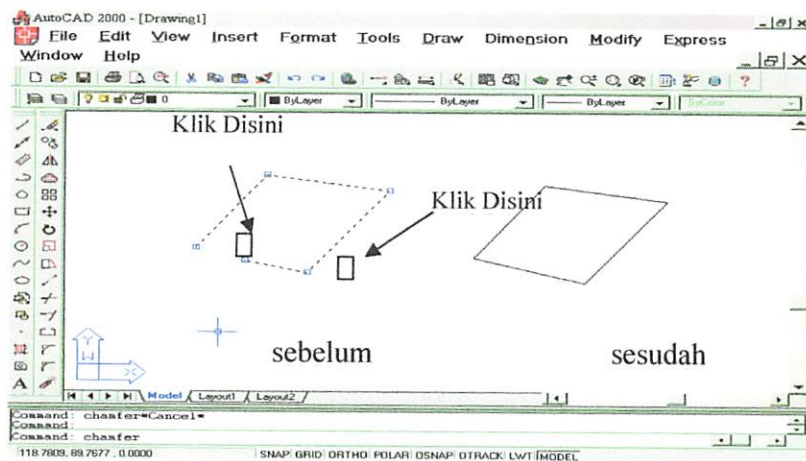 AutoCAD 2000 - [Drawing1]
File Edit View Insert Format Tools Draw Dimension Modify Express
Window Help
0 ByLayer ByLayer ByLayer ByColor
Klik Disini
Klik Disini
sebelum sesudah
Y
W
X
A
Model Layout1 Layout2
Command: chamfer*Cancel*
Command:
Command: chamfer
118.7809, 89.7677 , 0.0000 SNAP GRID ORTHO POLAR OSNAP OTRACK LWT MODEL